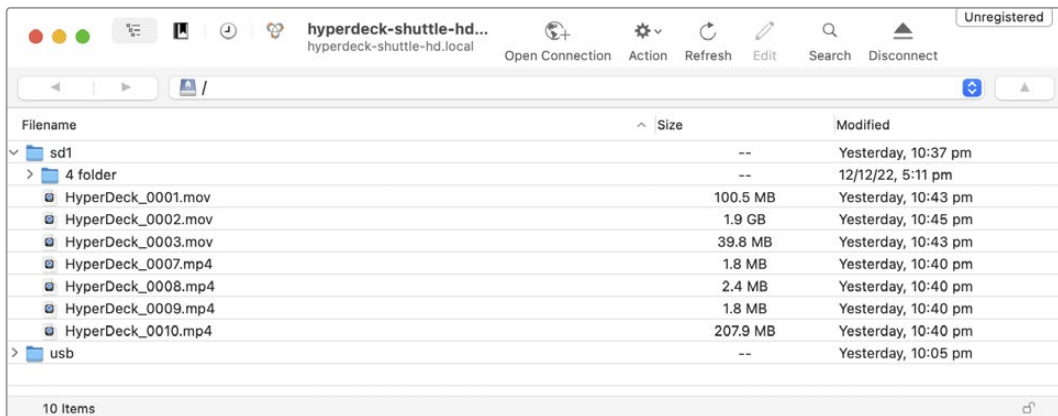 hyperdeck-shuttle-hd...
hyperdeck-shuttle-hd.local
Open Connection Action Refresh Edit Search Disconnect
Unregistered
/
Filename Size Modified
sd1 -- Yesterday, 10:37 pm
4 folder -- 12/12/22, 5:11 pm
HyperDeck_0001.mov 100.5 MB Yesterday, 10:43 pm
HyperDeck_0002.mov 1.9 GB Yesterday, 10:45 pm
HyperDeck_0003.mov 39.8 MB Yesterday, 10:43 pm
HyperDeck_0007.mp4 1.8 MB Yesterday, 10:40 pm
HyperDeck_0008.mp4 2.4 MB Yesterday, 10:40 pm
HyperDeck_0009.mp4 1.8 MB Yesterday, 10:40 pm
HyperDeck_0010.mp4 207.9 MB Yesterday, 10:40 pm
usb -- Yesterday, 10:05 pm
10 Items